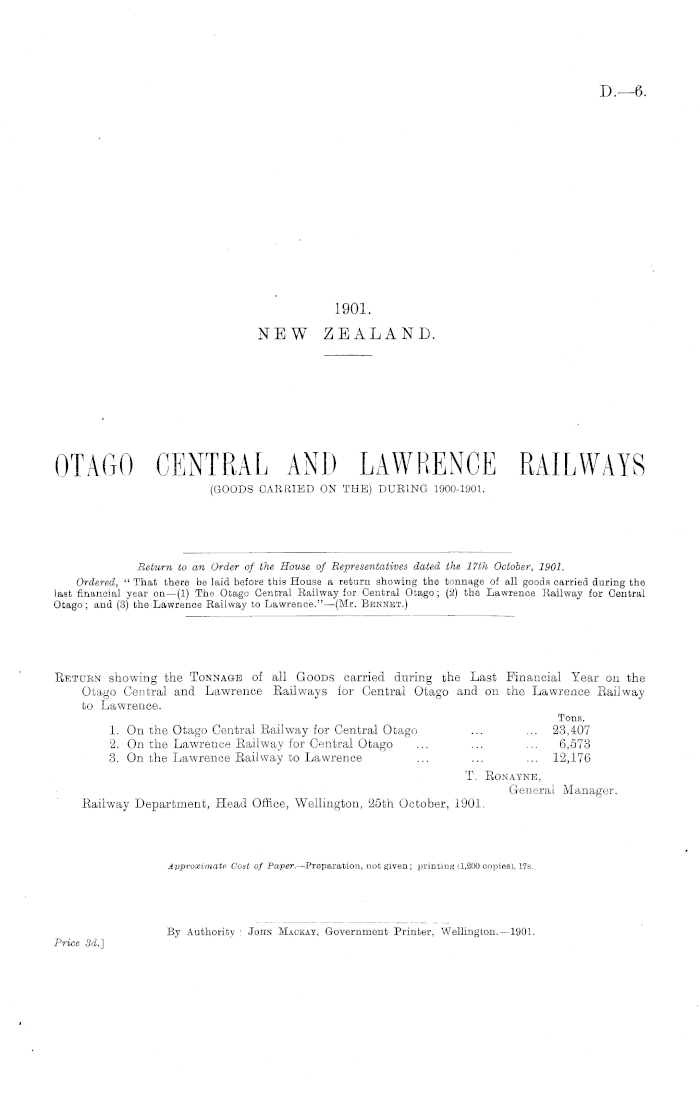 D.—6.
1901.
NEW ZEALAND.
OTAGO CENTRAL AND LAWRENCE RAILWAYS
(GOODS CARRIED ON THE) DURING 1900-1901.
Return to an Order of the House of Representatives dated the 17th October, 1901.
Ordered, "That there be laid before this House a return showing the tonnage of all goods carried during the
last financial year on—(1) The Otago Central Railway for Central Otago; (2) the Lawrence Railway for Central
Otago; and (3) the Lawrence Railway to Lawrence."—(Mr. BENNET.)
RETURN showing the TONNAGE of all GOODS carried during the Last Financial Year on the
Otago Central and Lawrence Railways for Central Otago and on the Lawrence Railway
to Lawrence.
Tons.
1. On the Otago Central Railway for Central Otago ... ... 23,407
2. On the Lawrence Railway for Central Otago ... ... ... 6,573
3. On the Lawrence Railway to Lawrence ... ... ... 12,176
T. RONAYNE,
General Manager.
Railway Department, Head Office, Wellington, 25th October, 1901.
Approximate Cost of Paper.—Preparation, not given; printing (1,200 copies), 17s.
By Authority: JOHN MACKAY, Government Printer, Wellington.—1901.
Price 3d.]